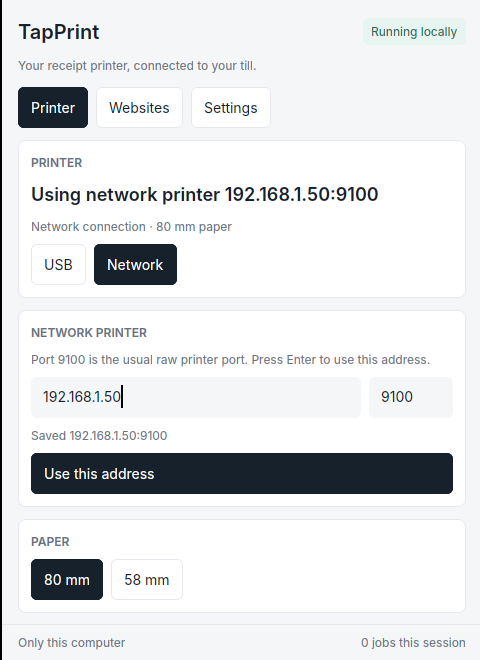 TapPrint
Running locally
Your receipt printer, connected to your till.
Printer
Websites
Settings
PRINTER
Using network printer 192.168.1.50:9100
Network connection · 80 mm paper
USB
Network
NETWORK PRINTER
Port 9100 is the usual raw printer port. Press Enter to use this address.
192.168.1.50
9100
Saved 192.168.1.50:9100
Use this address
PAPER
80 mm
58 mm
Only this computer
0 jobs this session